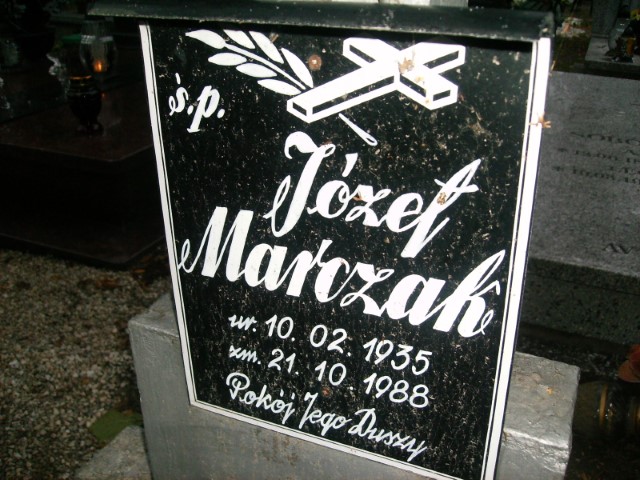 ś.p.
Józef
Marczak
ur. 10. 02. 1935
zm. 21. 10. 1988
Pokój Jego Duszy